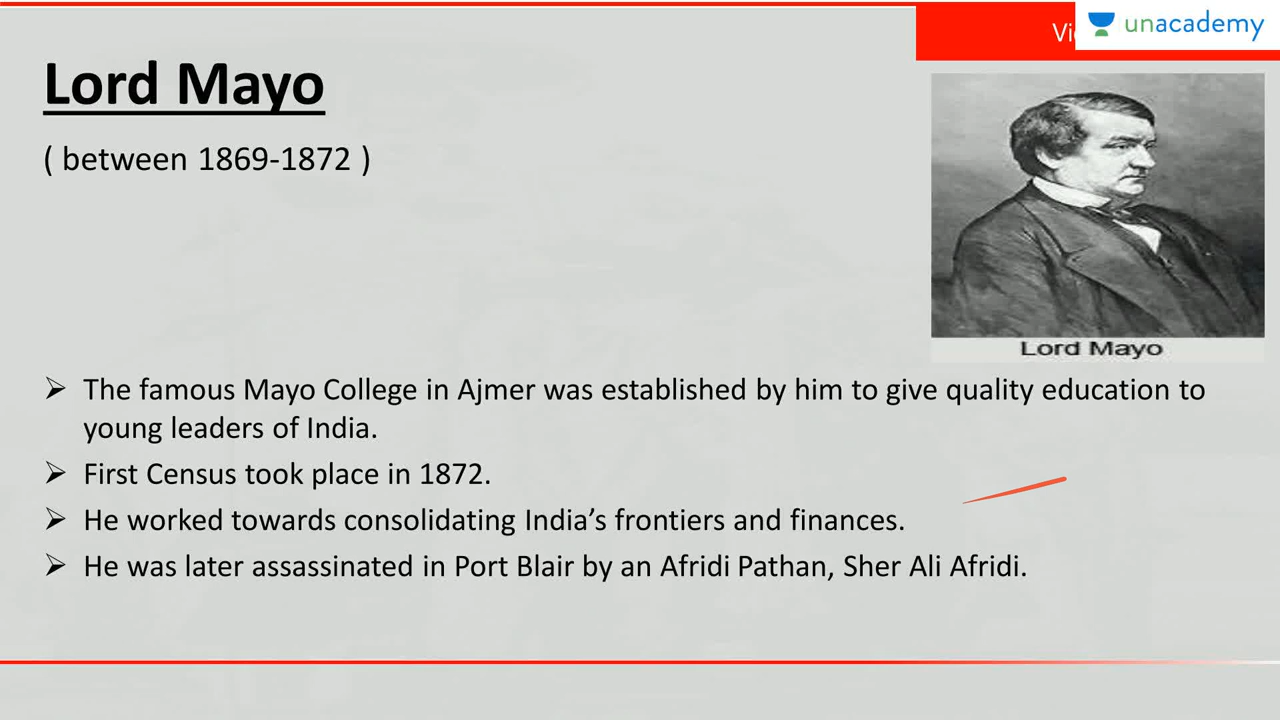 unacademy
Lord Mayo
( between 1869-1872 )
Lord Mayo
➢ The famous Mayo College in Ajmer was established by him to give quality education to
young leaders of India.
➢ First Census took place in 1872.
➢ He worked towards consolidating India’s frontiers and finances.
➢ He was later assassinated in Port Blair by an Afridi Pathan, Sher Ali Afridi.